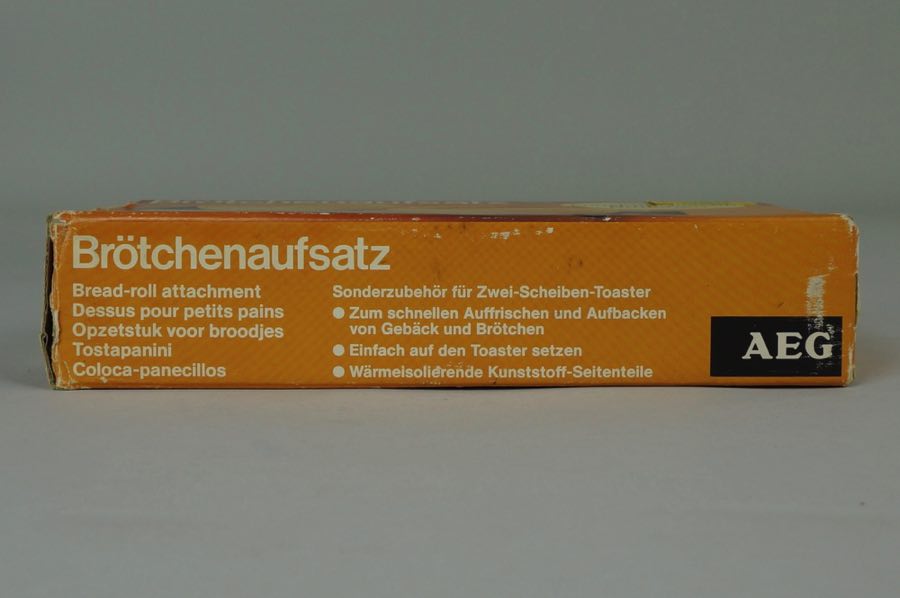 Brötchenaufsatz
Bread-roll attachment
Dessus pour petits pains
Opzetstuk voor broodjes
Tostapanini
Coloca-panecillos
Sonderzubehör für Zwei-Scheiben-Toaster
● Zum schnellen Auffrischen und Aufbacken
von Gebäck und Brötchen
● Einfach auf den Toaster setzen
● Wärmeisolierende Kunststoff-Seitenteile
AEG